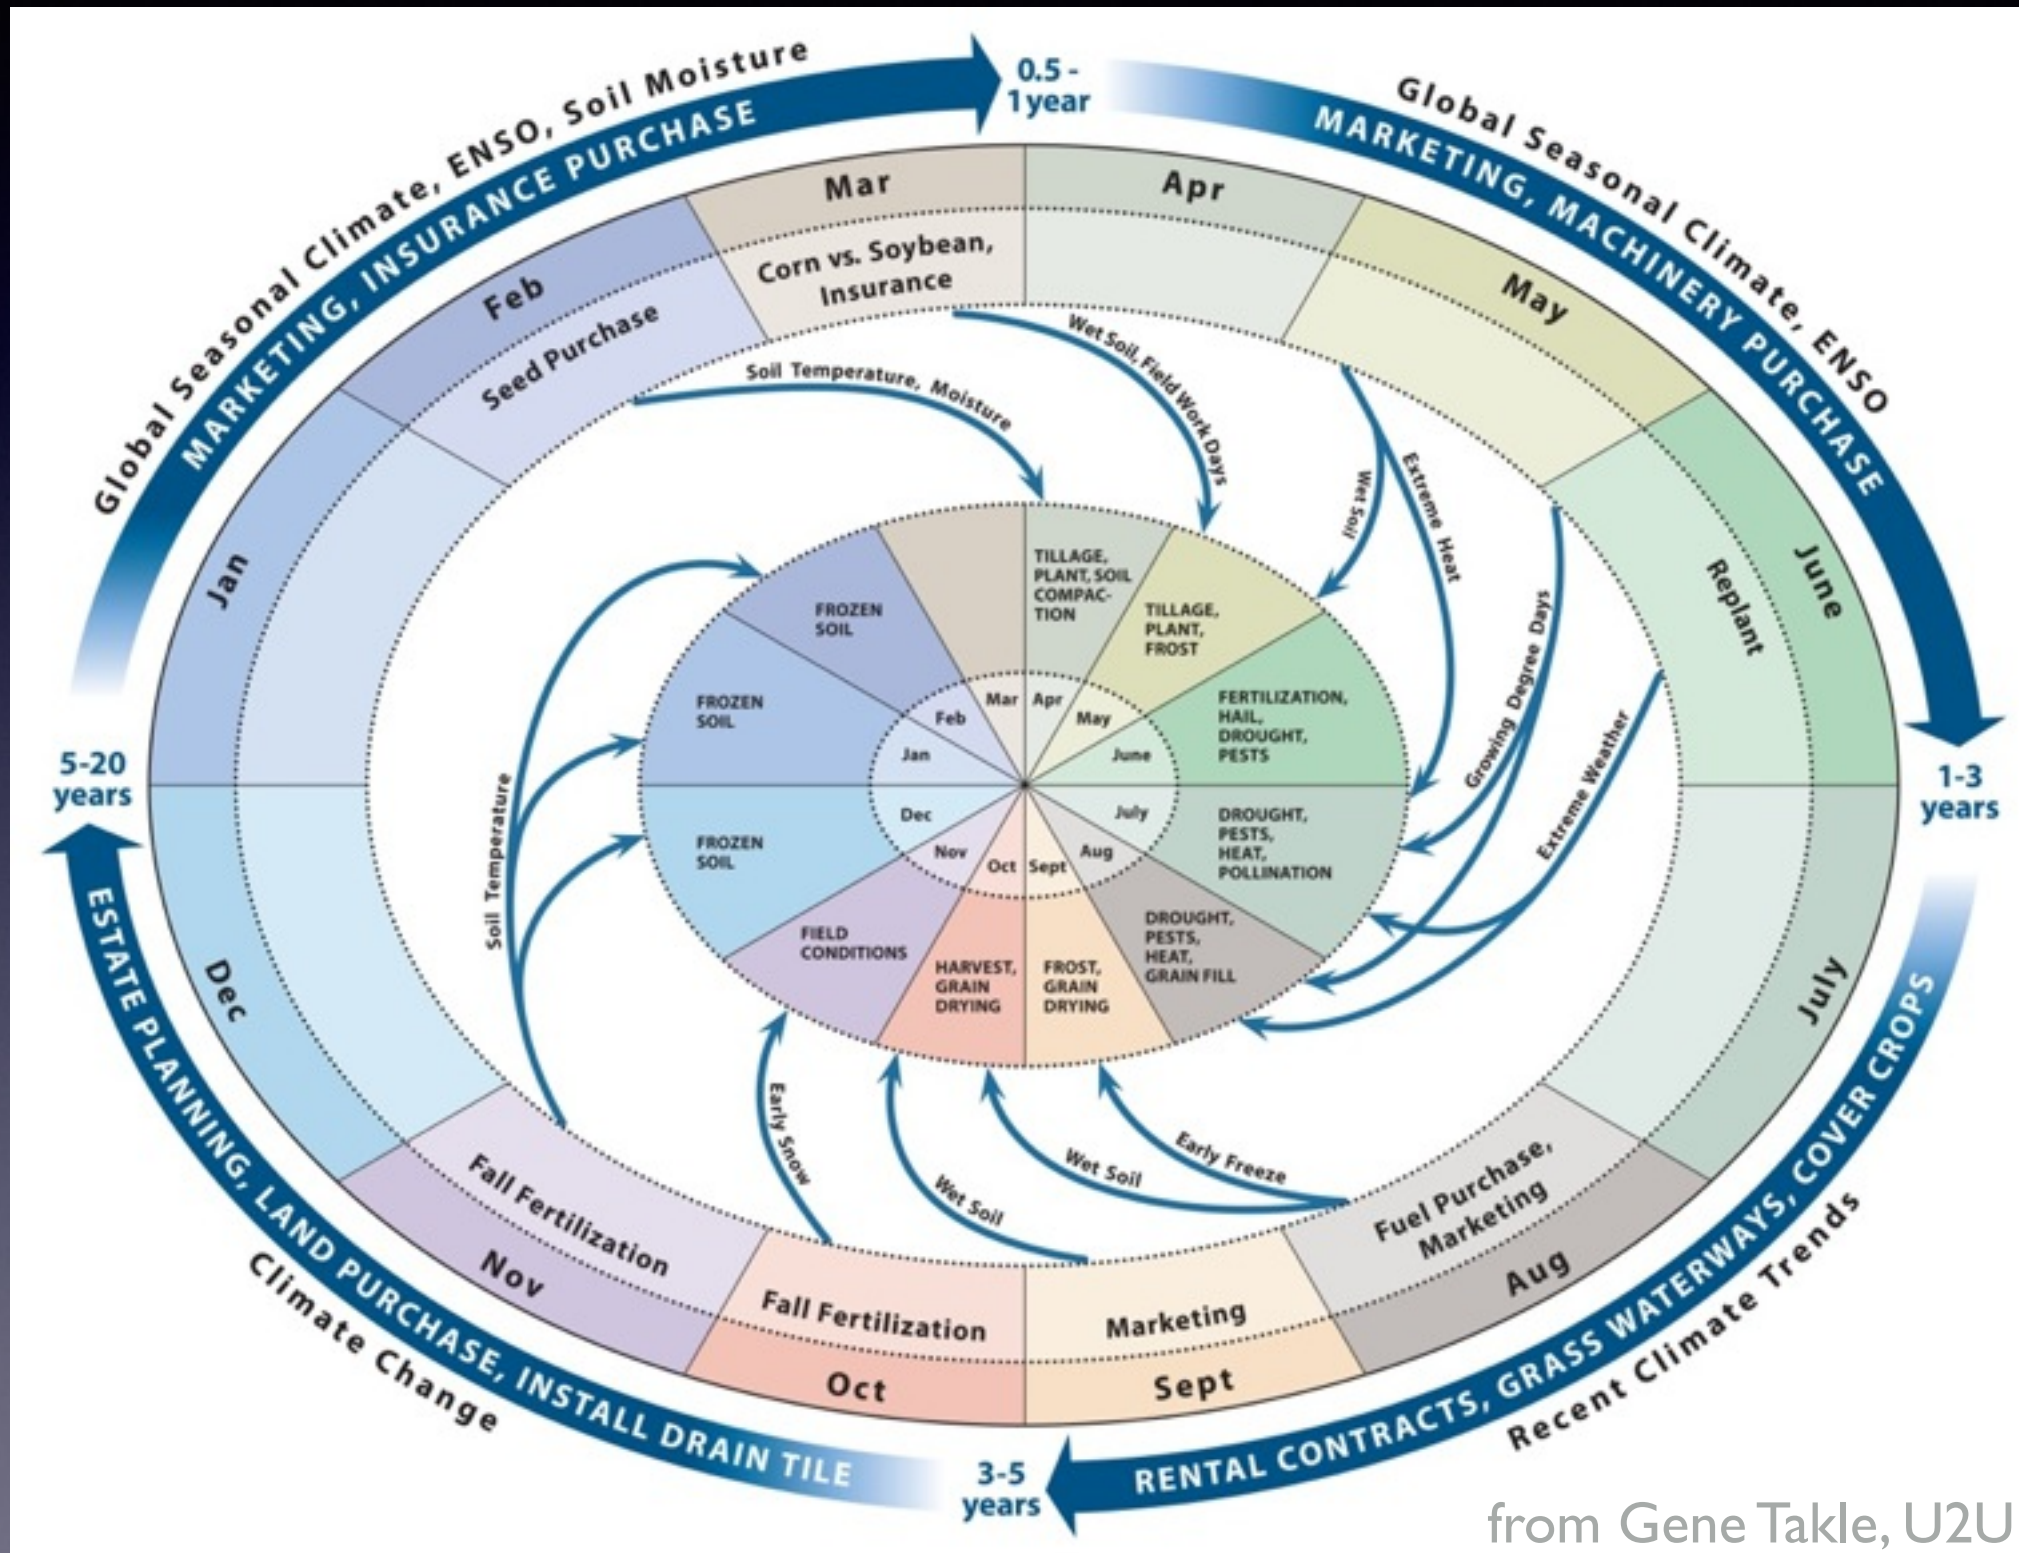 Global Seasonal Climate, ENSO, Soil Moisture
MARKETING, INSURANCE PURCHASE
0.5 -
1 year
Global Seasonal Climate, ENSO
MARKETING, MACHINERY PURCHASE
1-3
years
RENTAL CONTRACTS, GRASS WATERWAYS, COVER CROPS
Recent Climate Trends
3-5
years
ESTATE PLANNING, LAND PURCHASE, INSTALL DRAIN TILE
Climate Change
5-20
years
Jan
Feb
Seed Purchase
Mar
Corn vs. Soybean,
Insurance
Apr
May
June
Replant
July
Aug
Fuel Purchase,
Marketing
Sept
Marketing
Oct
Fall Fertilization
Nov
Fall Fertilization
Dec
Soil Temperature, Moisture
Wet Soil, Field Work Days
Wet Soil
Extreme Heat
Growing Degree Days
Extreme Weather
Early Freeze
Wet Soil
Wet Soil
Early Snow
Soil Temperature
FROZEN
SOIL
FROZEN
SOIL
FROZEN
SOIL
TILLAGE,
PLANT, SOIL
COMPAC-
TION
TILLAGE,
PLANT,
FROST
FERTILIZATION,
HAIL,
DROUGHT,
PESTS
DROUGHT,
PESTS,
HEAT,
POLLINATION
DROUGHT,
PESTS,
HEAT,
GRAIN FILL
FROST,
GRAIN
DRYING
HARVEST,
GRAIN
DRYING
FIELD
CONDITIONS
Jan
Feb
Mar
Apr
May
June
July
Aug
Sept
Oct
Nov
Dec
from Gene Takle, U2U